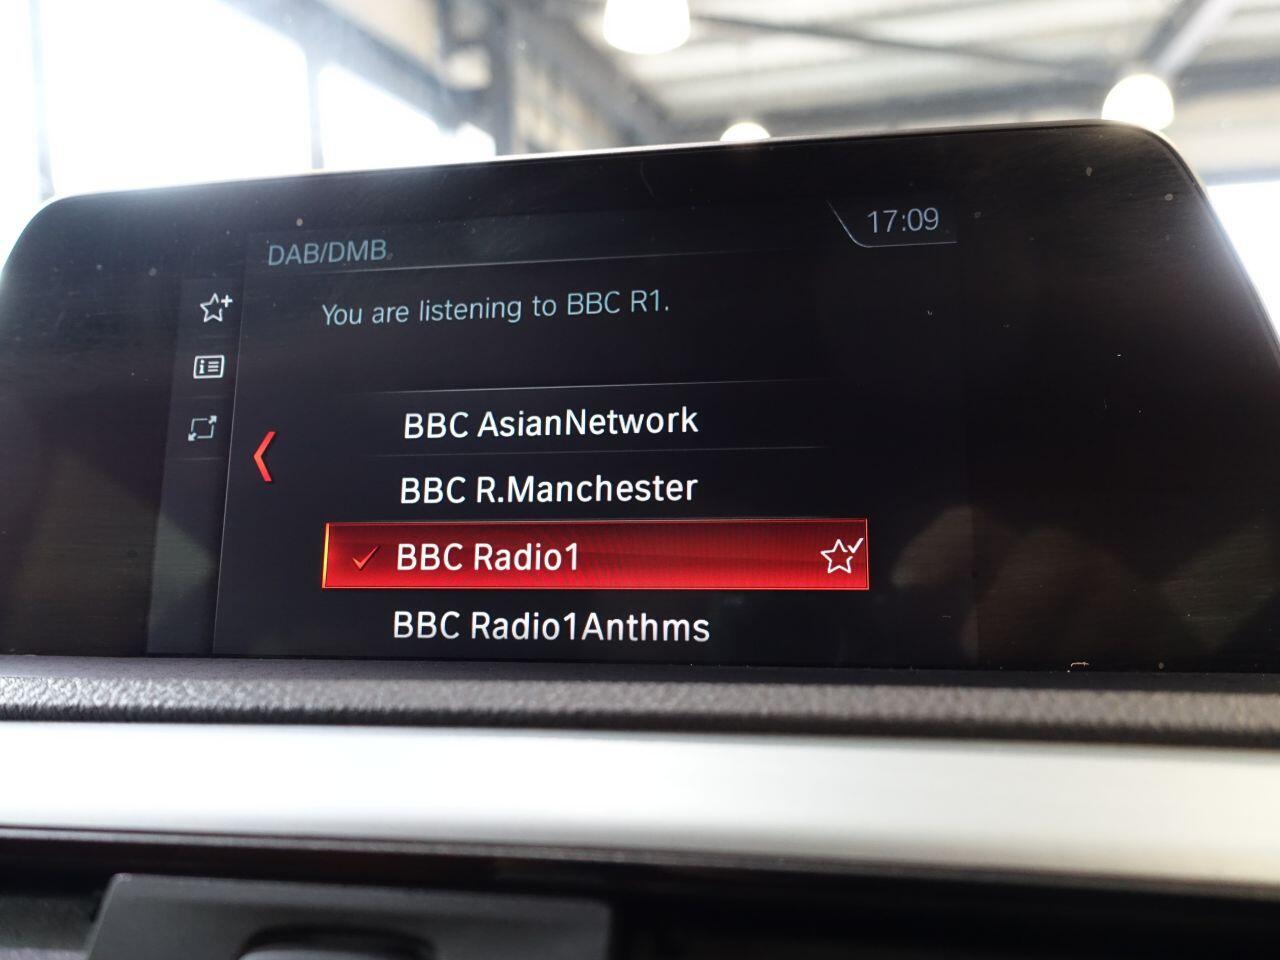 DAB/DMB
17:09
You are listening to BBC R1.
BBC AsianNetwork
BBC R.Manchester
BBC Radio1
BBC Radio1Anthms